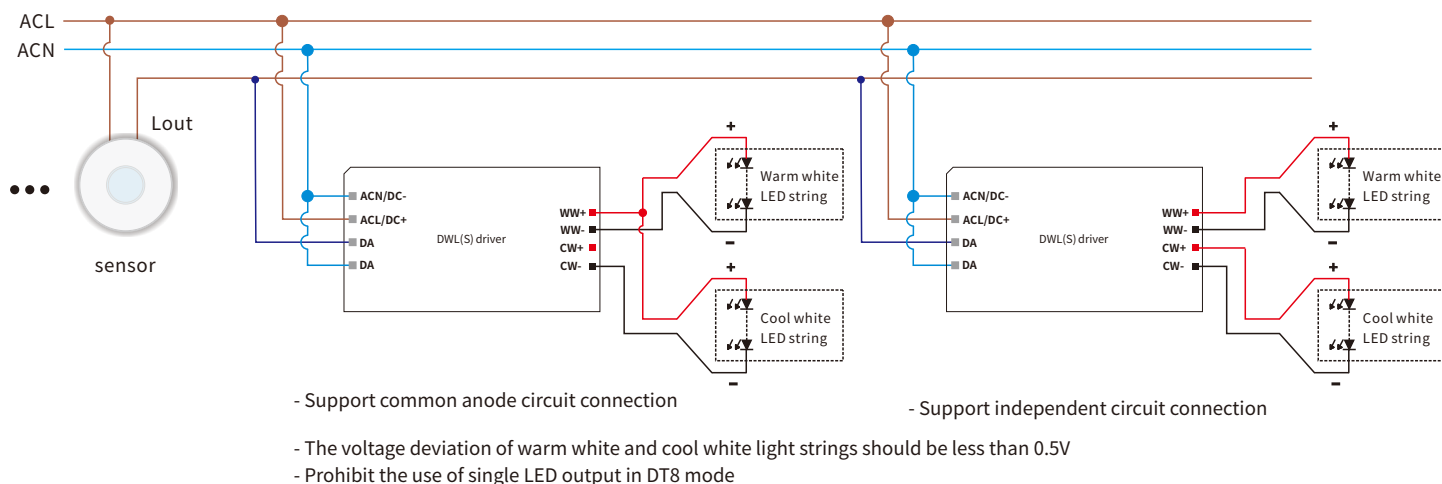 ACL
ACN
Lout
sensor
ACN/DC-
ACL/DC+
DA
DA
DWL(S) driver
WW+
WW-
CW+
CW-
+
Warm white
LED string
-
+
Cool white
LED string
-
ACN/DC-
ACL/DC+
DA
DA
DWL(S) driver
WW+
WW-
CW+
CW-
+
Warm white
LED string
-
+
Cool white
LED string
-
- Support common anode circuit connection
- Support independent circuit connection
- The voltage deviation of warm white and cool white light strings should be less than 0.5V
- Prohibit the use of single LED output in DT8 mode